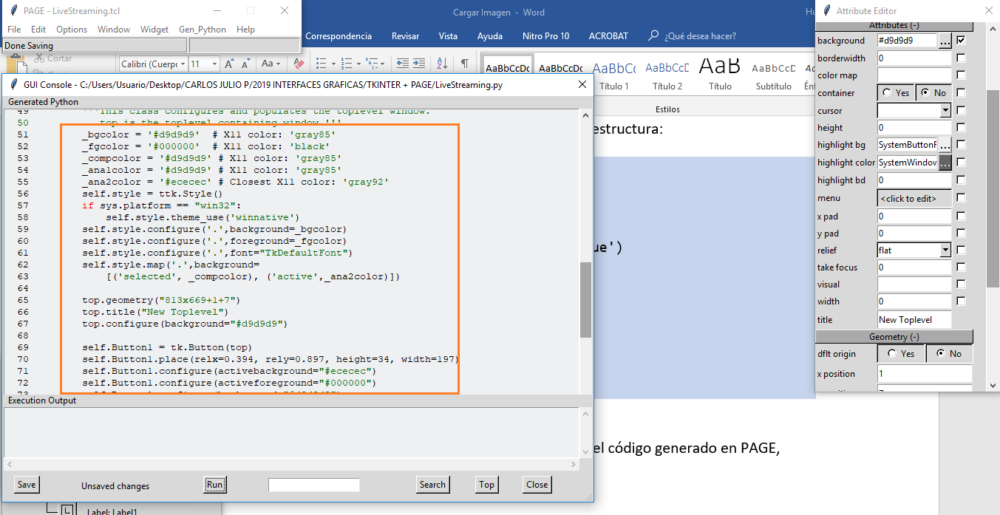 PAGE - LiveStreaming.tcl
File Edit Options Window Widget Gen_Python Help
Done Saving
Cargar Imagen - Word
Correspondencia Revisar Vista Ayuda Nitro Pro 10 ACROBAT ¿Qué desea hacer?
Cortar
Calibri (Cuerpo 11
AaBbCcDc AaBbCcDc AaBbCc AaBbCcD AaB AaBbCcD
Título 1 Título 2 Título Subtítulo
Estilos
estructura:
ue')
el código generado en PAGE,
GUI Console - C:/Users/Usuario/Desktop/CARLOS JULIO P/2019 INTERFACES GRAFICAS/TKINTER + PAGE/LiveStreaming.py
Generated Python
49 '''This class configures and populates the toplevel window.
50 top is the toplevel containing window.'''
51 _bgcolor = '#d9d9d9' # X11 color: 'gray85'
52 _fgcolor = '#000000' # X11 color: 'black'
53 _compcolor = '#d9d9d9' # X11 color: 'gray85'
54 _ana1color = '#d9d9d9' # X11 color: 'gray85'
55 _ana2color = '#ececec' # Closest X11 color: 'gray92'
56 self.style = ttk.Style()
57 if sys.platform == "win32":
58 self.style.theme_use('winnative')
59 self.style.configure('.',background=_bgcolor)
60 self.style.configure('.',foreground=_fgcolor)
61 self.style.configure('.',font="TkDefaultFont")
62 self.style.map('.',background=
63 [('selected', _compcolor), ('active',_ana2color)])
64
65 top.geometry("813x669+1+7")
66 top.title("New Toplevel")
67 top.configure(background="#d9d9d9")
68
69 self.Button1 = tk.Button(top)
70 self.Button1.place(relx=0.394, rely=0.897, height=34, width=197)
71 self.Button1.configure(activebackground="#ececec")
72 self.Button1.configure(activeforeground="#000000")
Execution Output
Save Unsaved changes Run Search Top Close
Label: Label1
Attribute Editor
Attributes (-)
background #d9d9d9 ...
borderwidth 0
color map
container Yes No
cursor
height 0
highlight bg SystemButtonF ...
highlight color SystemWindow ...
highlight bd 0
menu <click to edit>
x pad 0
y pad 0
relief flat
take focus 0
visual
width 0
title New Toplevel
Geometry (-)
dflt origin Yes No
x position 1